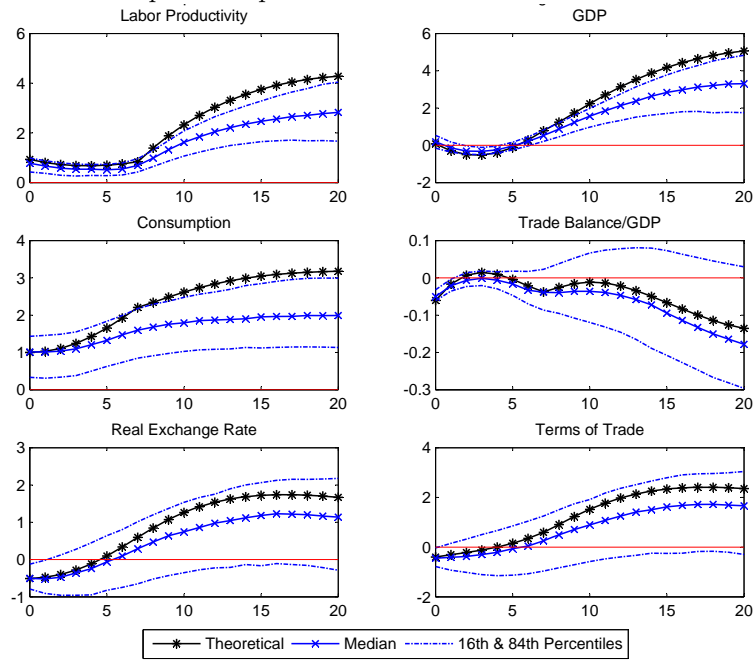 Labor Productivity
6
4
2
0
0 5 10 15 20
GDP
6
4
2
0
-2
0 5 10 15 20
Consumption
4
3
2
1
0
0 5 10 15 20
Trade Balance/GDP
0.1
0
-0.1
-0.2
-0.3
0 5 10 15 20
Real Exchange Rate
3
2
1
0
-1
0 5 10 15 20
Terms of Trade
4
2
0
-2
0 5 10 15 20
Theoretical Median 16th & 84th Percentiles